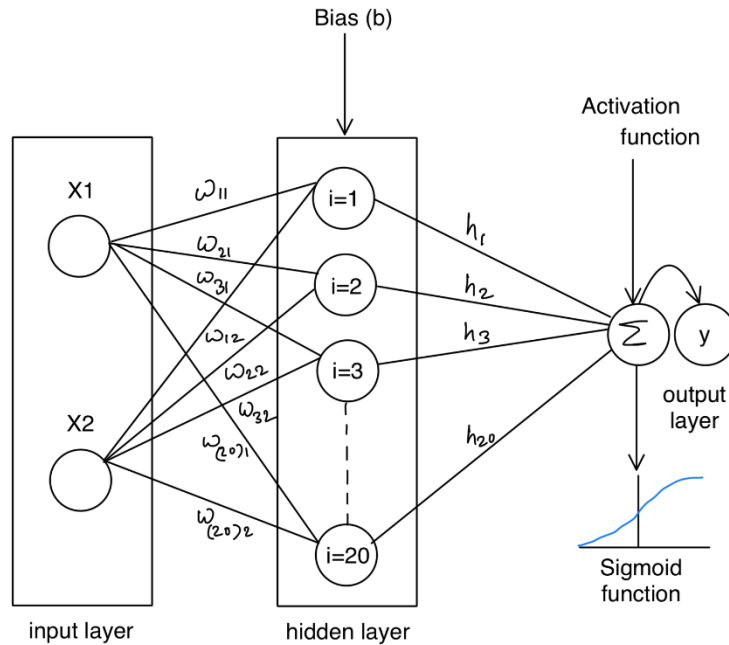 Bias (b)
Activation
function
X1
X2
ω11
ω21
ω31
ω12
ω22
ω32
ω(20)1
ω(20)2
i=1
i=2
i=3
i=20
h1
h2
h3
h20
Σ
y
output
layer
Sigmoid
function
input layer
hidden layer